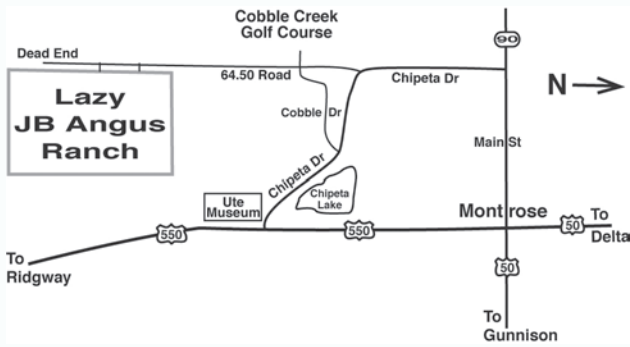 Cobble Creek
Golf Course
90
Dead End
64.50 Road
Chipeta Dr
N
Lazy
JB Angus
Ranch
Cobble Dr
Main St
Chipeta Dr
Ute
Museum
Chipeta
Lake
Montrose
To
Delta
50
550
550
To
Ridgway
50
To
Gunnison